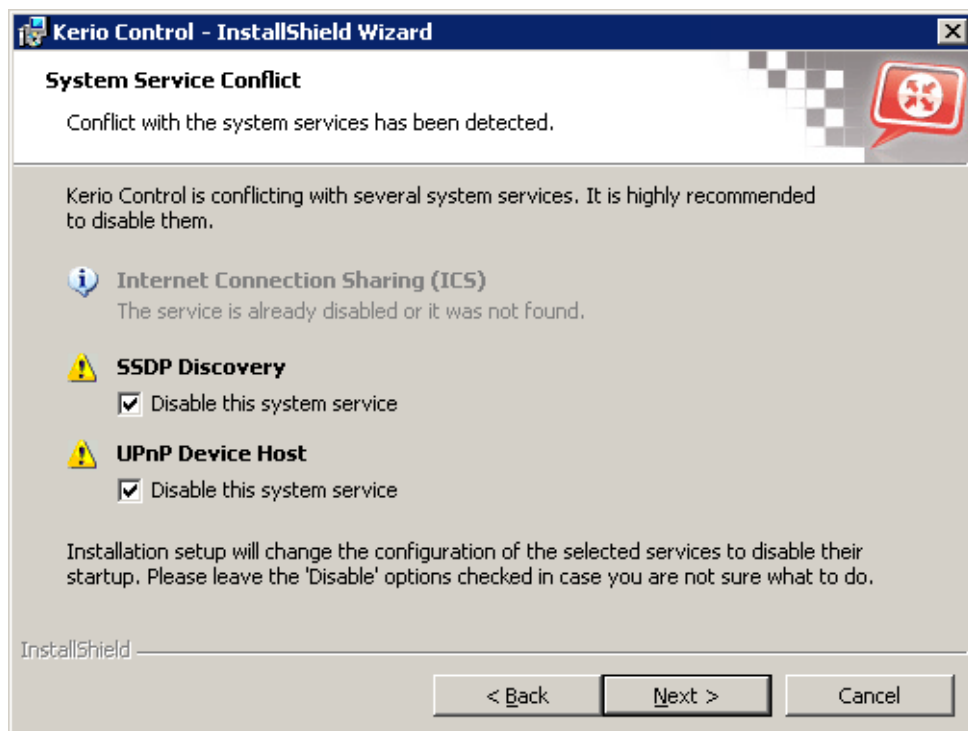 Kerio Control - InstallShield Wizard
System Service Conflict
Conflict with the system services has been detected.
Kerio Control is conflicting with several system services. It is highly recommended
to disable them.
Internet Connection Sharing (ICS)
The service is already disabled or it was not found.
SSDP Discovery
Disable this system service
UPnP Device Host
Disable this system service
Installation setup will change the configuration of the selected services to disable their
startup. Please leave the 'Disable' options checked in case you are not sure what to do.
InstallShield
< Back
Next >
Cancel